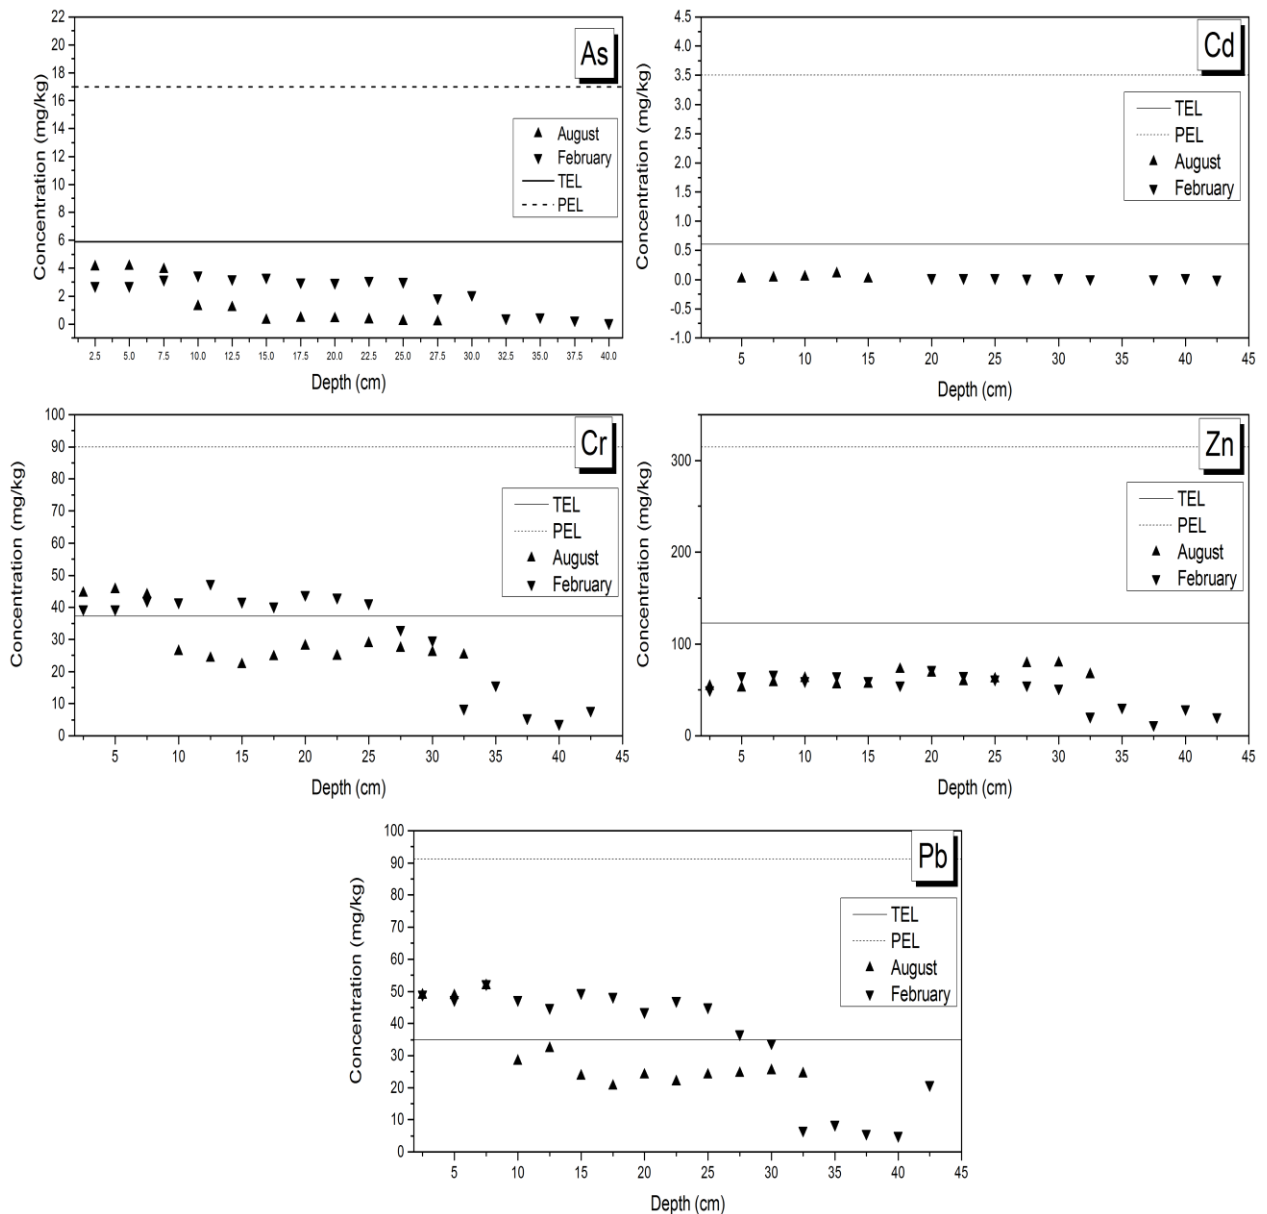 As
Concentration (mg/kg)
22
20
18
16
14
12
10
8
6
4
2
0
August
February
TEL
PEL
2.5 5.0 7.5 10.0 12.5 15.0 17.5 20.0 22.5 25.0 27.5 30.0 32.5 35.0 37.5 40.0
Depth (cm)
Cd
Concentration (mg/kg)
4.5
4.0
3.5
3.0
2.5
2.0
1.5
1.0
0.5
0.0
-0.5
-1.0
TEL
PEL
August
February
5 10 15 20 25 30 35 40 45
Depth (cm)
Cr
Concentration (mg/kg)
100
90
80
70
60
50
40
30
20
10
0
TEL
PEL
August
February
5 10 15 20 25 30 35 40 45
Depth (cm)
Zn
Concentration (mg/kg)
300
200
100
0
TEL
PEL
August
February
5 10 15 20 25 30 35 40 45
Depth (cm)
Pb
Concentration (mg/kg)
100
90
80
70
60
50
40
30
20
10
0
TEL
PEL
August
February
5 10 15 20 25 30 35 40 45
Depth (cm)